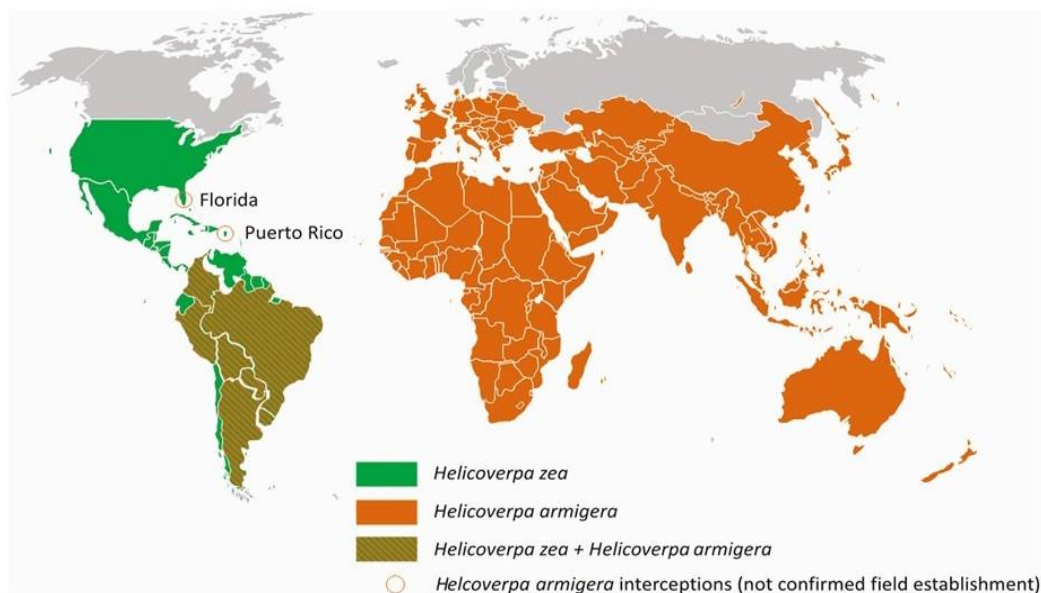 Florida
Puerto Rico
Helicoverpa zea
Helicoverpa armigera
Helicoverpa zea + Helicoverpa armigera
Helcoverpa armigera interceptions (not confirmed field establishment)